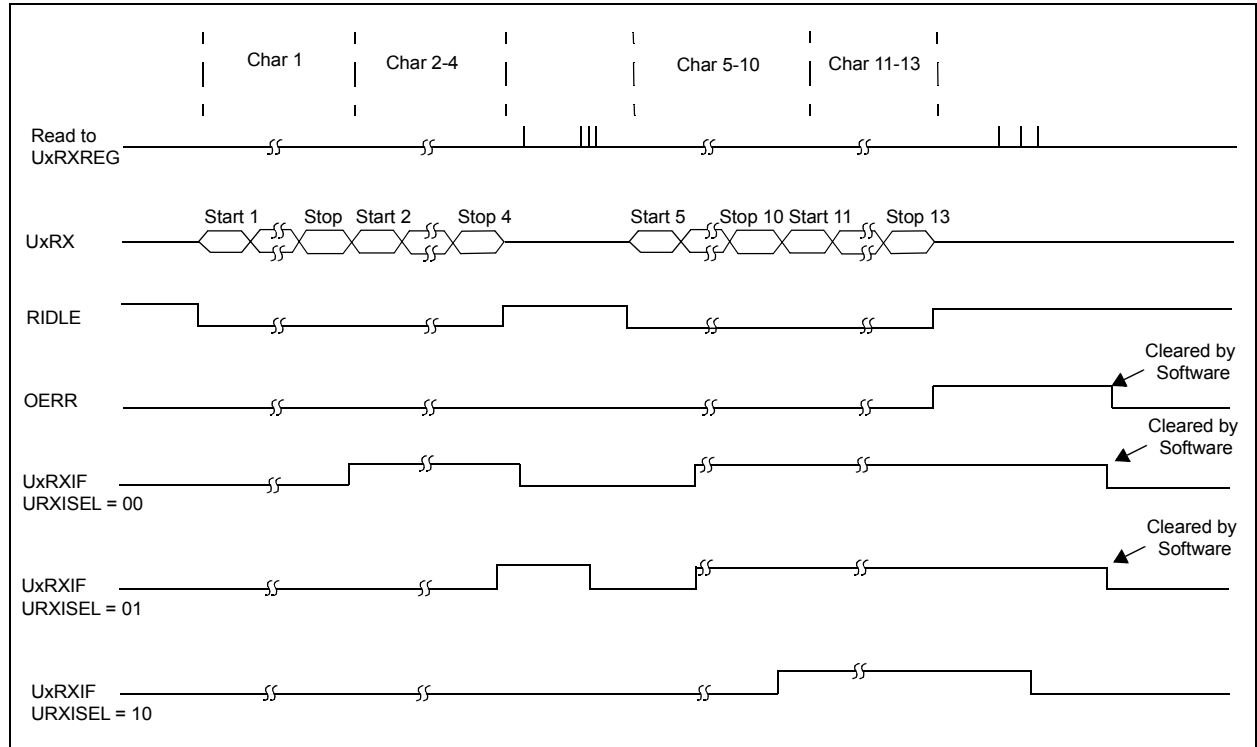 Char 1
Char 2-4
Char 5-10
Char 11-13
Read to
UxRXREG
Start 1
Stop
Start 2
Stop 4
Start 5
Stop 10
Start 11
Stop 13
UxRX
RIDLE
Cleared by
Software
OERR
Cleared by
Software
UxRXIF
URXISEL = 00
Cleared by
Software
UxRXIF
URXISEL = 01
UxRXIF
URXISEL = 10